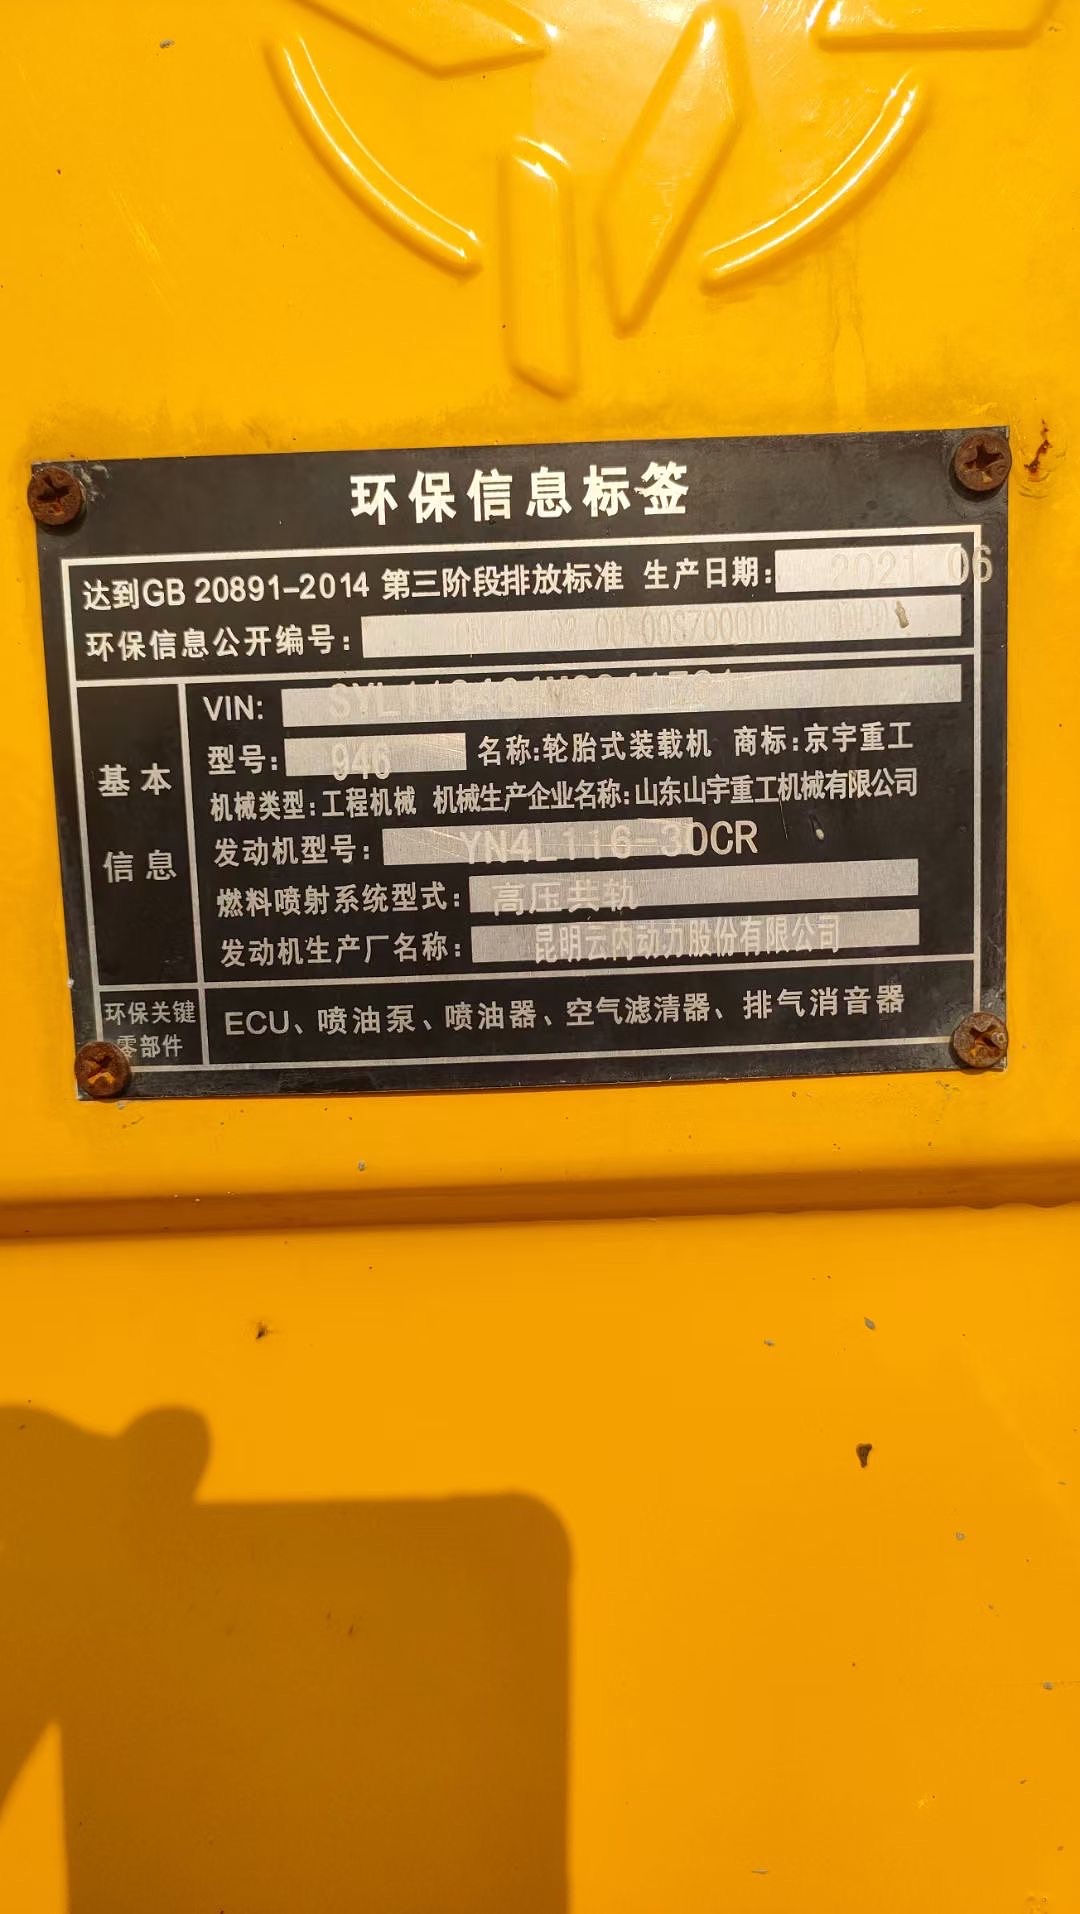 环保信息标签
达到GB 20891-2014 第三阶段排放标准 生产日期: 2021 06
环保信息公开编号:
VIN:
型号: 946 名称:轮胎式装载机 商标:京宇重工
基本
机械类型:工程机械 机械生产企业名称:山东山宇重工机械有限公司
发动机型号: YN4L116-30CR
信息
燃料喷射系统型式: 高压共轨
发动机生产厂名称: 昆明云内动力股份有限公司
环保关键
零部件
ECU、喷油泵、喷油器、空气滤清器、排气消音器